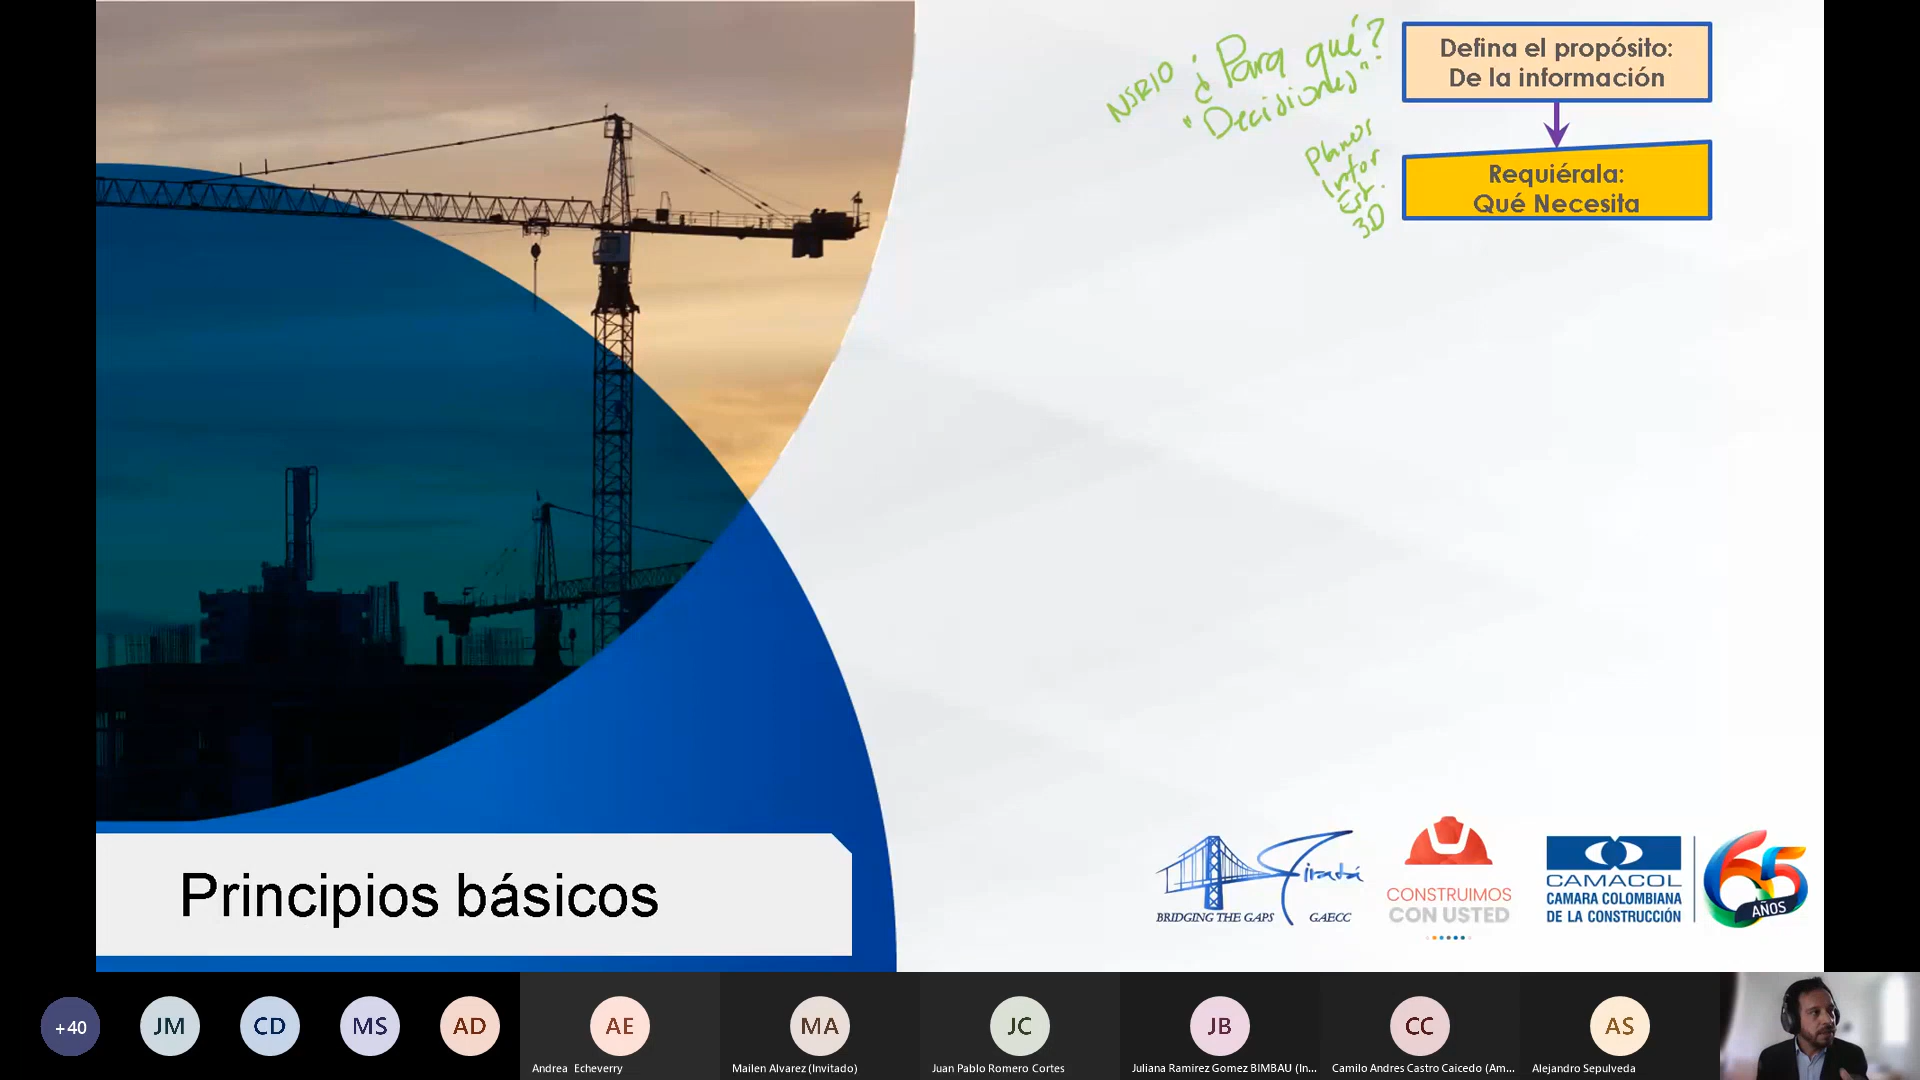 NSR10 ¿Para qué?
"Decisiones"
Planos
Infor
Est.
3D
Defina el propósito:
De la información
Requiérala:
Qué Necesita
Principios básicos
Giratá
BRIDGING THE GAPS GAECC
CONSTRUIMOS
CON USTED
CAMACOL
CÁMARA COLOMBIANA
DE LA CONSTRUCCIÓN
65
AÑOS
+40
JM
CD
MS
AD
AE
MA
JC
JB
CC
AS
Andrea Echeverry
Mailen Alvarez (Invitado)
Juan Pablo Romero Cortes
Juliana Ramirez Gomez BIMBAU (In...
Camilo Andres Castro Caicedo (Am...
Alejandro Sepulveda